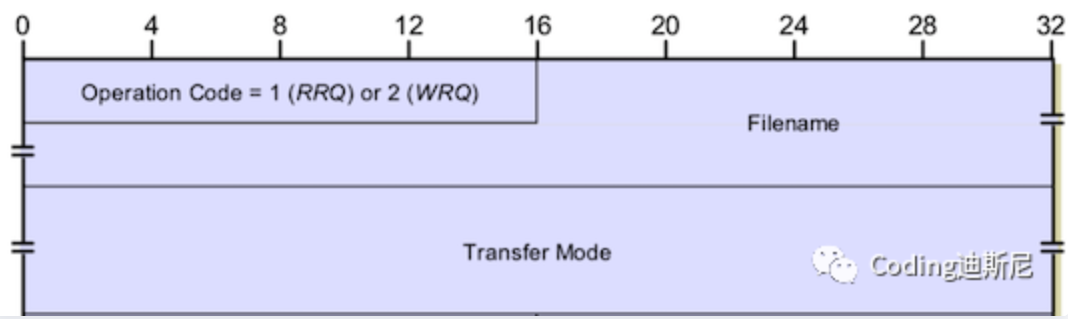 0 4 8 12 16 20 24 28 32
Operation Code = 1 (RRQ) or 2 (WRQ)
Filename
Transfer Mode
Coding迪斯尼